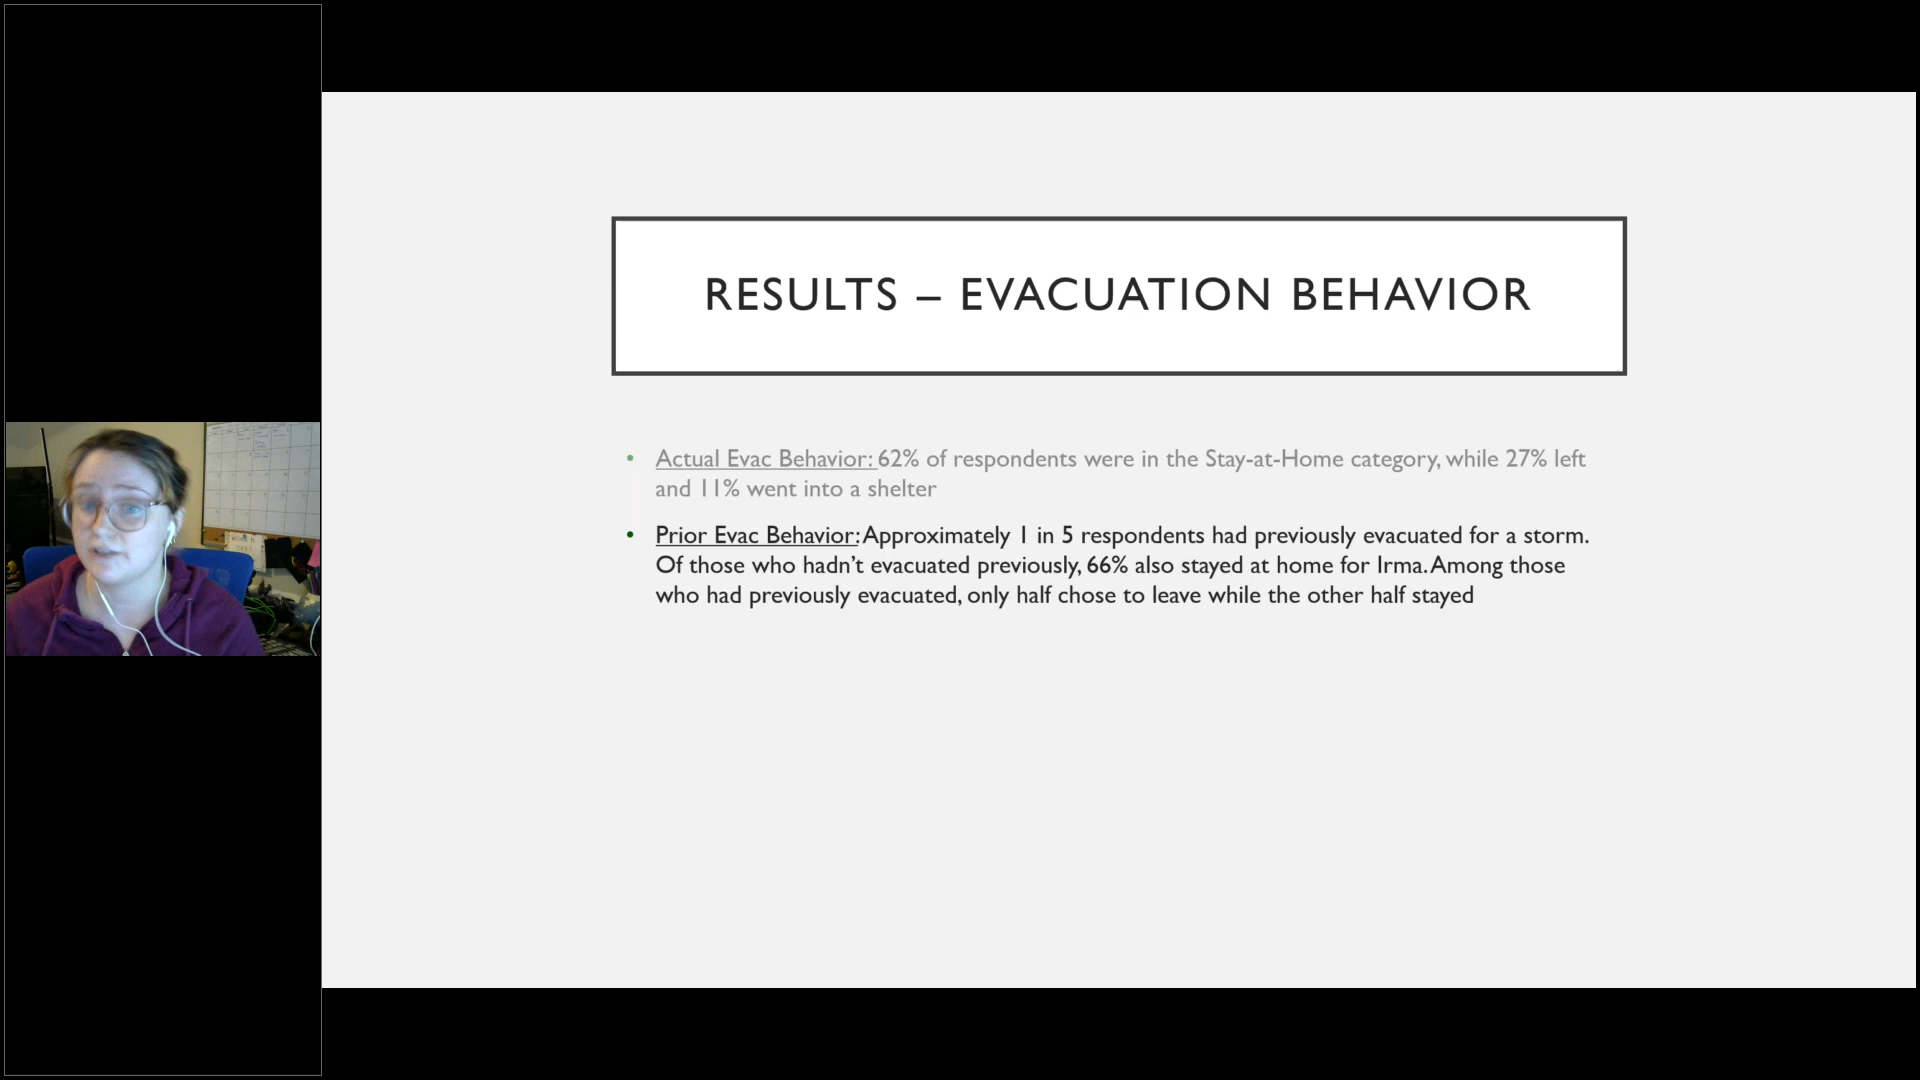 RESULTS – EVACUATION BEHAVIOR
• Actual Evac Behavior: 62% of respondents were in the Stay-at-Home category, while 27% left
and 11% went into a shelter
• Prior Evac Behavior: Approximately 1 in 5 respondents had previously evacuated for a storm.
Of those who hadn’t evacuated previously, 66% also stayed at home for Irma. Among those
who had previously evacuated, only half chose to leave while the other half stayed